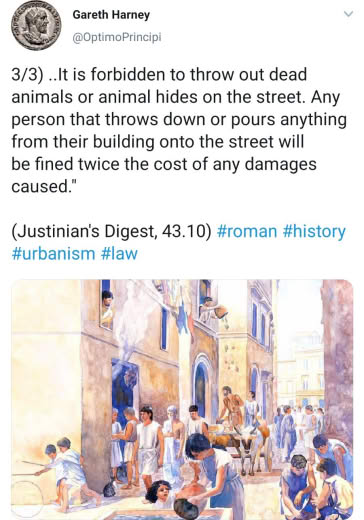 Gareth Harney
@OptimoPrincipi
3/3) ..It is forbidden to throw out dead
animals or animal hides on the street. Any
person that throws down or pours anything
from their building onto the street will
be fined twice the cost of any damages
caused."
(Justinian's Digest, 43.10) #roman #history
#urbanism #law